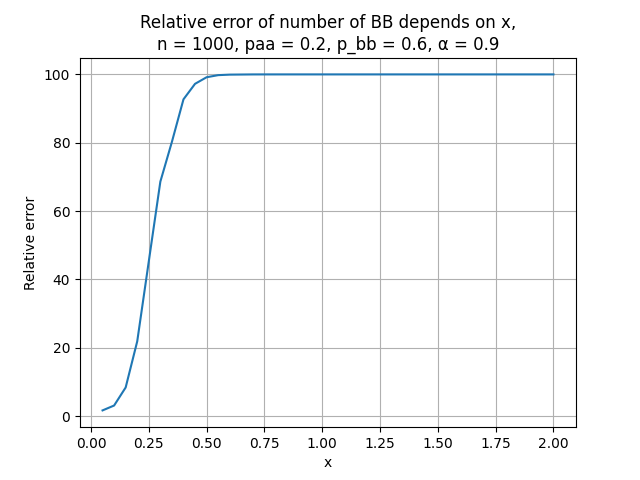 Relative error of number of BB depends on x,
n = 1000, paa = 0.2, p_bb = 0.6, α = 0.9
100
80
60
40
20
0
Relative error
0.00 0.25 0.50 0.75 1.00 1.25 1.50 1.75 2.00
x